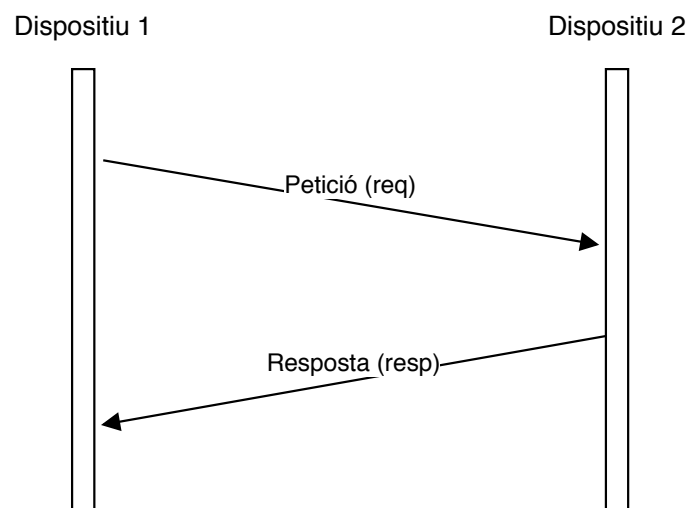 Dispositiu 1
Dispositiu 2
Petició (req)
Resposta (resp)